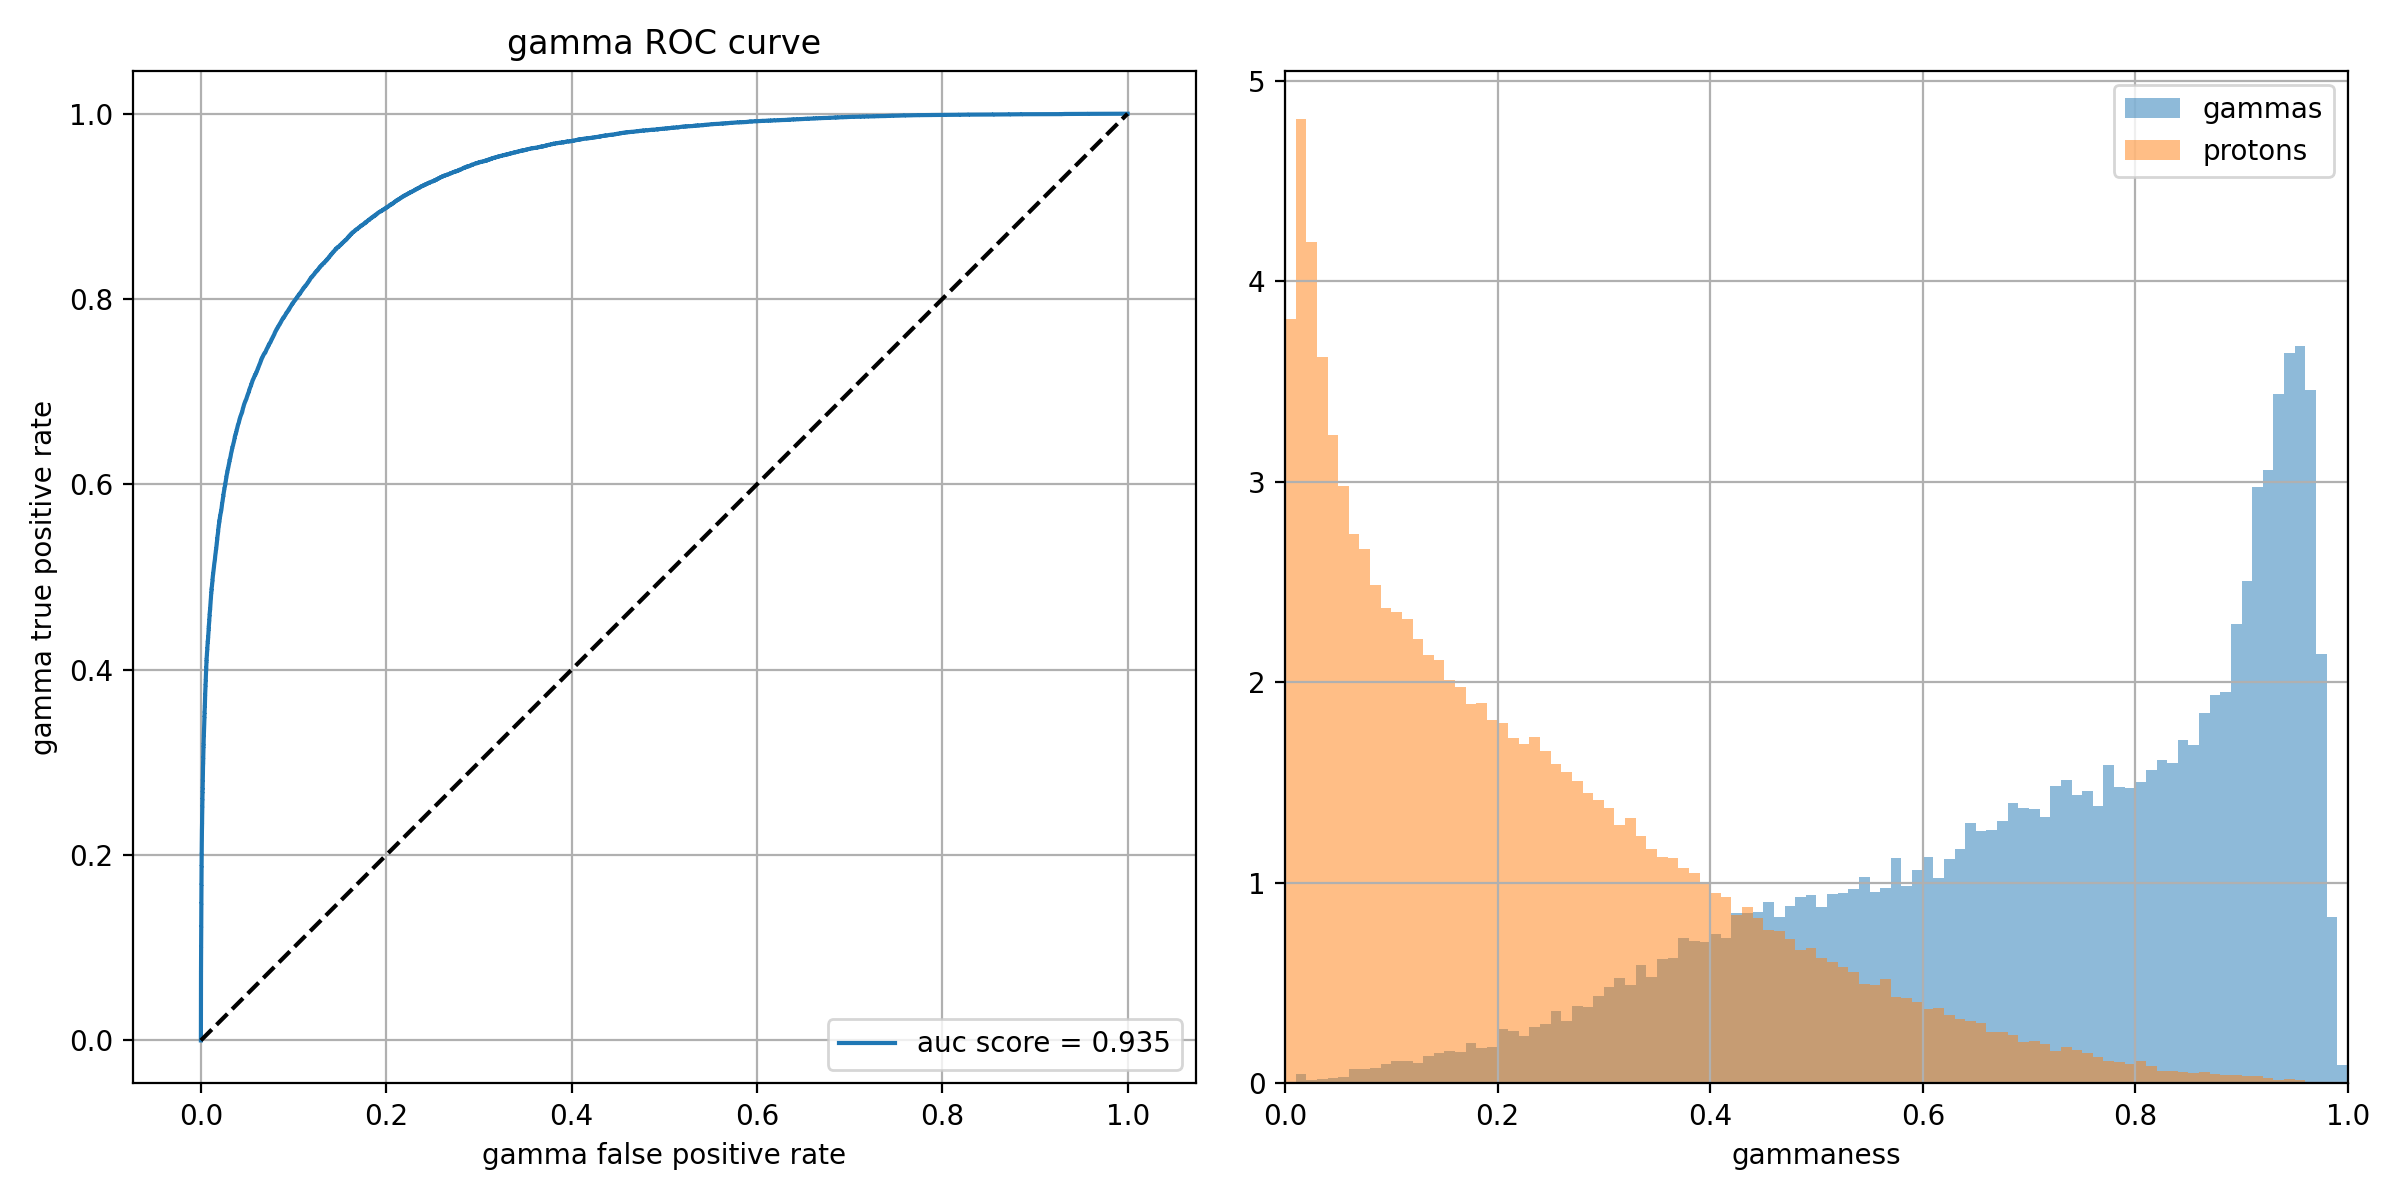 gamma ROC curve
gamma true positive rate
1.0
0.8
0.6
0.4
0.2
0.0
0.0 0.2 0.4 0.6 0.8 1.0
gamma false positive rate
auc score = 0.935
5
4
3
2
1
0
0.0 0.2 0.4 0.6 0.8 1.0
gammaness
gammas
protons